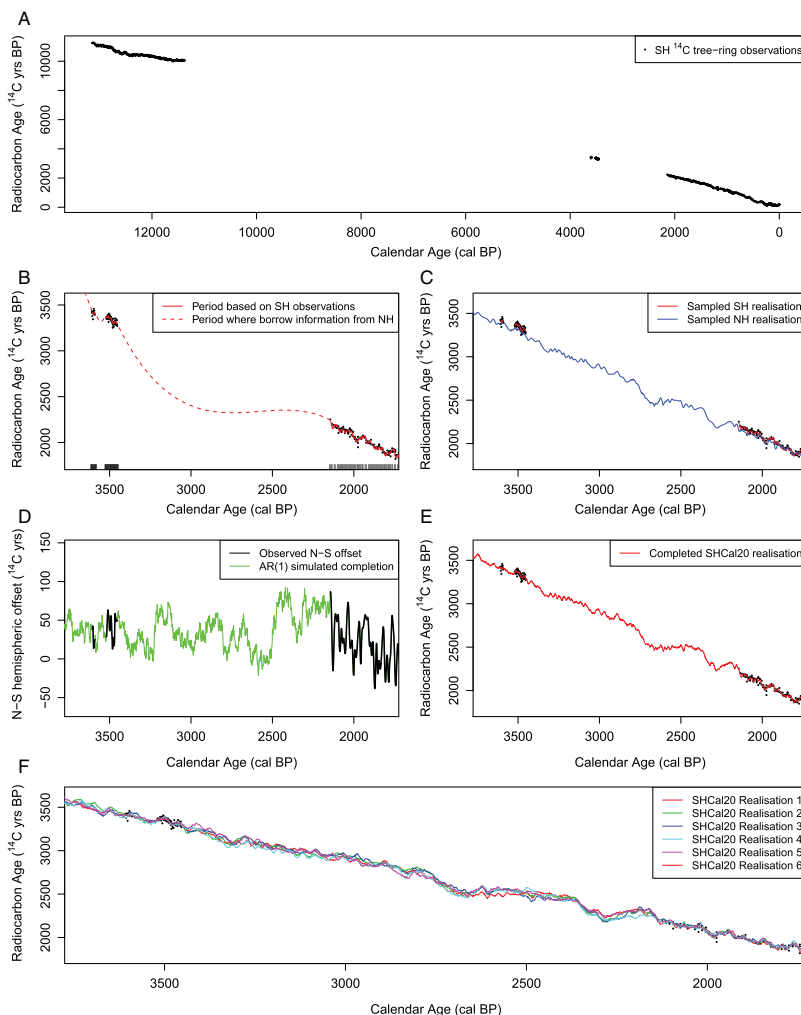 A
Radiocarbon Age (¹⁴C yrs BP)
0 2000 6000 10000
SH ¹⁴C tree-ring observations
12000 10000 8000 6000 4000 2000 0
Calendar Age (cal BP)
B
Radiocarbon Age (¹⁴C yrs BP)
2000 2500 3000 3500
Period based on SH observations
Period where borrow information from NH
3500 3000 2500 2000
Calendar Age (cal BP)
C
Radiocarbon Age (¹⁴C yrs BP)
2000 2500 3000 3500
Sampled SH realisation
Sampled NH realisation
3500 3000 2500 2000
Calendar Age (cal BP)
D
N−S hemispheric offset (¹⁴C yrs)
−50 0 50 100 150
Observed N−S offset
AR(1) simulated completion
3500 3000 2500 2000
Calendar Age (cal BP)
E
Radiocarbon Age (¹⁴C yrs BP)
2000 2500 3000 3500
Completed SHCal20 realisation
3500 3000 2500 2000
Calendar Age (cal BP)
F
Radiocarbon Age (¹⁴C yrs BP)
2000 2500 3000 3500
SHCal20 Realisation 1
SHCal20 Realisation 2
SHCal20 Realisation 3
SHCal20 Realisation 4
SHCal20 Realisation 5
SHCal20 Realisation 6
3500 3000 2500 2000
Calendar Age (cal BP)